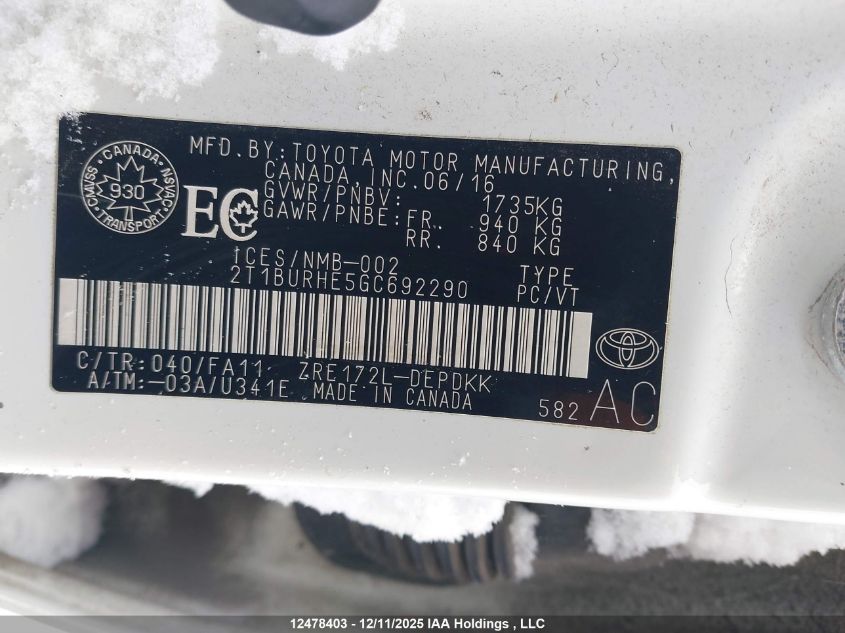 MFD.BY:TOYOTA MOTOR MANUFACTURING,
CANADA, INC. 06/16
GVWR/PNBV: 1735KG
GAWR/PNBE: FR. 940 KG
RR. 840 KG
CANADA
CMVSS 930 NSVAC
TRANSPORT
EC
ICES/NMB-002
2T1BURHE5GC692290
TYPE
PC/VT
C/TR: 040/FA11 ZRE172L-DEPDKK
A/TM:-03A/U341E MADE IN CANADA
582 AC
12478403 - 12/11/2025 IAA Holdings , LLC